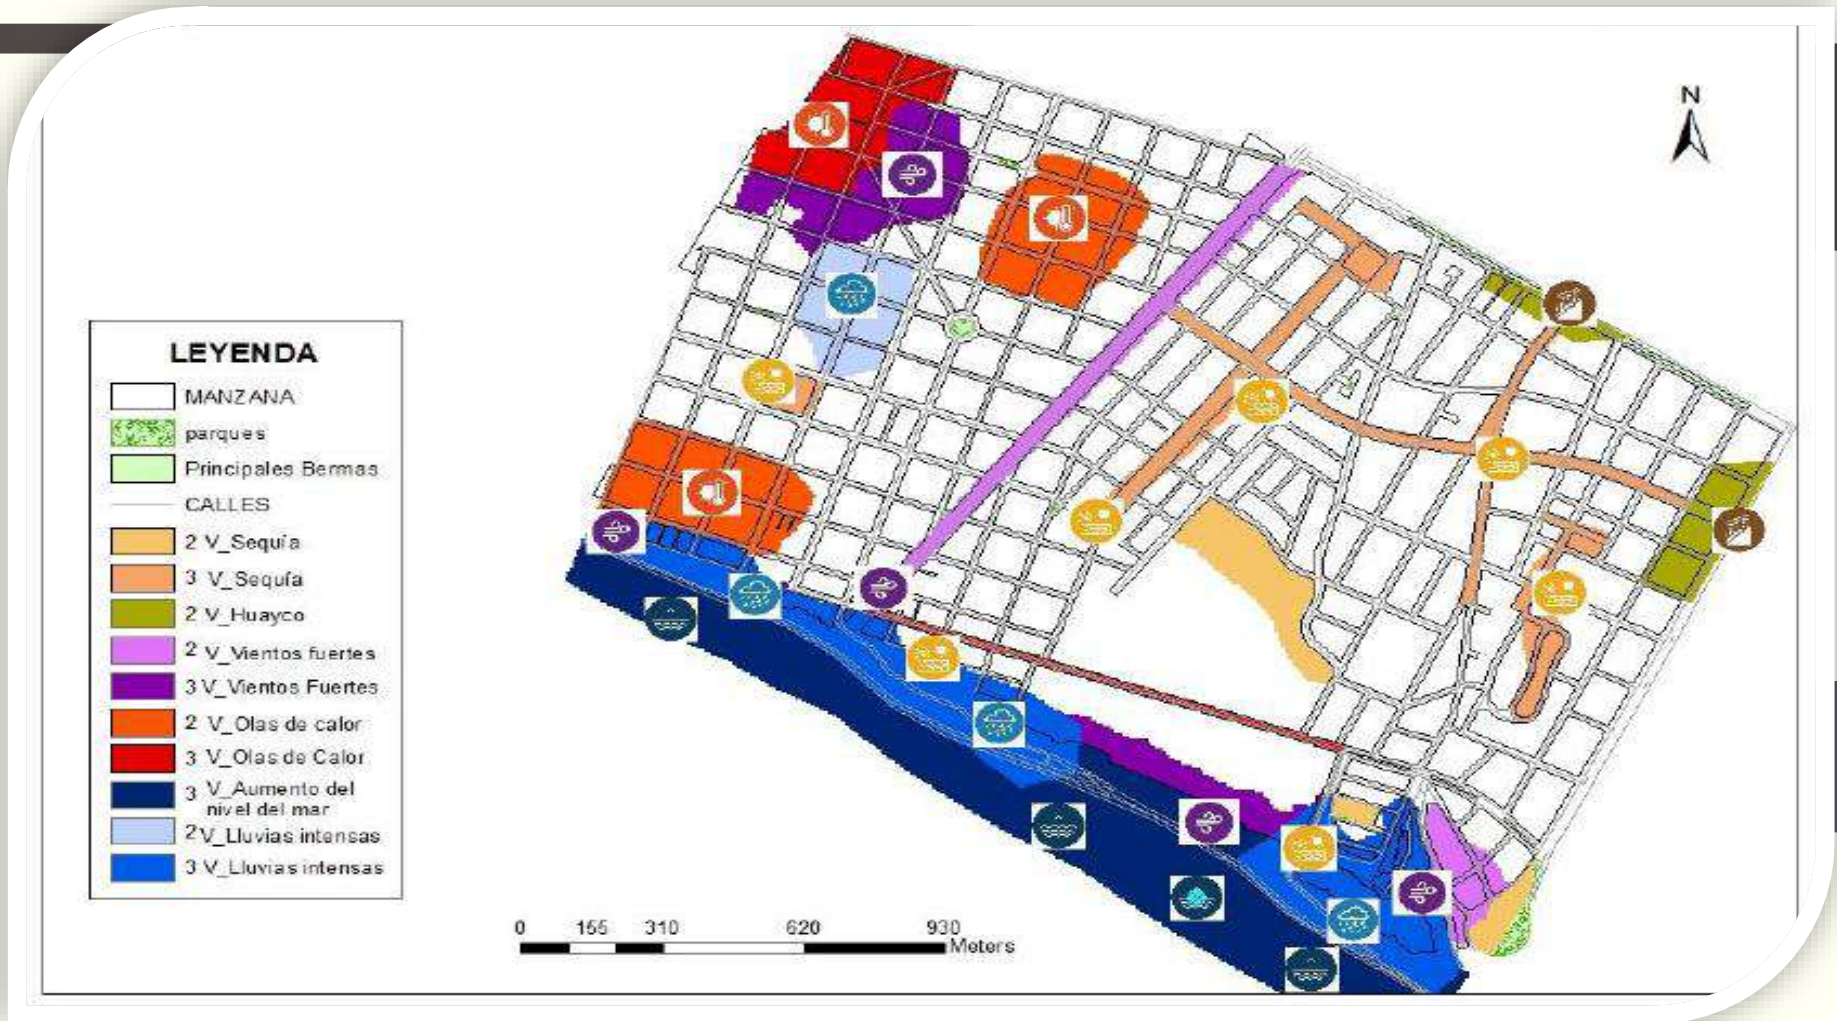 N
LEYENDA
MANZANA
parques
Principales Bermas
CALLES
2 V_Sequía
3 V_Sequía
2 V_Huayco
2 V_Vientos fuertes
3 V_Vientos Fuertes
2 V_Olas de calor
3 V_Olas de Calor
3 V_Aumento del
nivel del mar
2 V_Lluvias intensas
3 V_Lluvias intensas
0 155 310 620 930
Meters